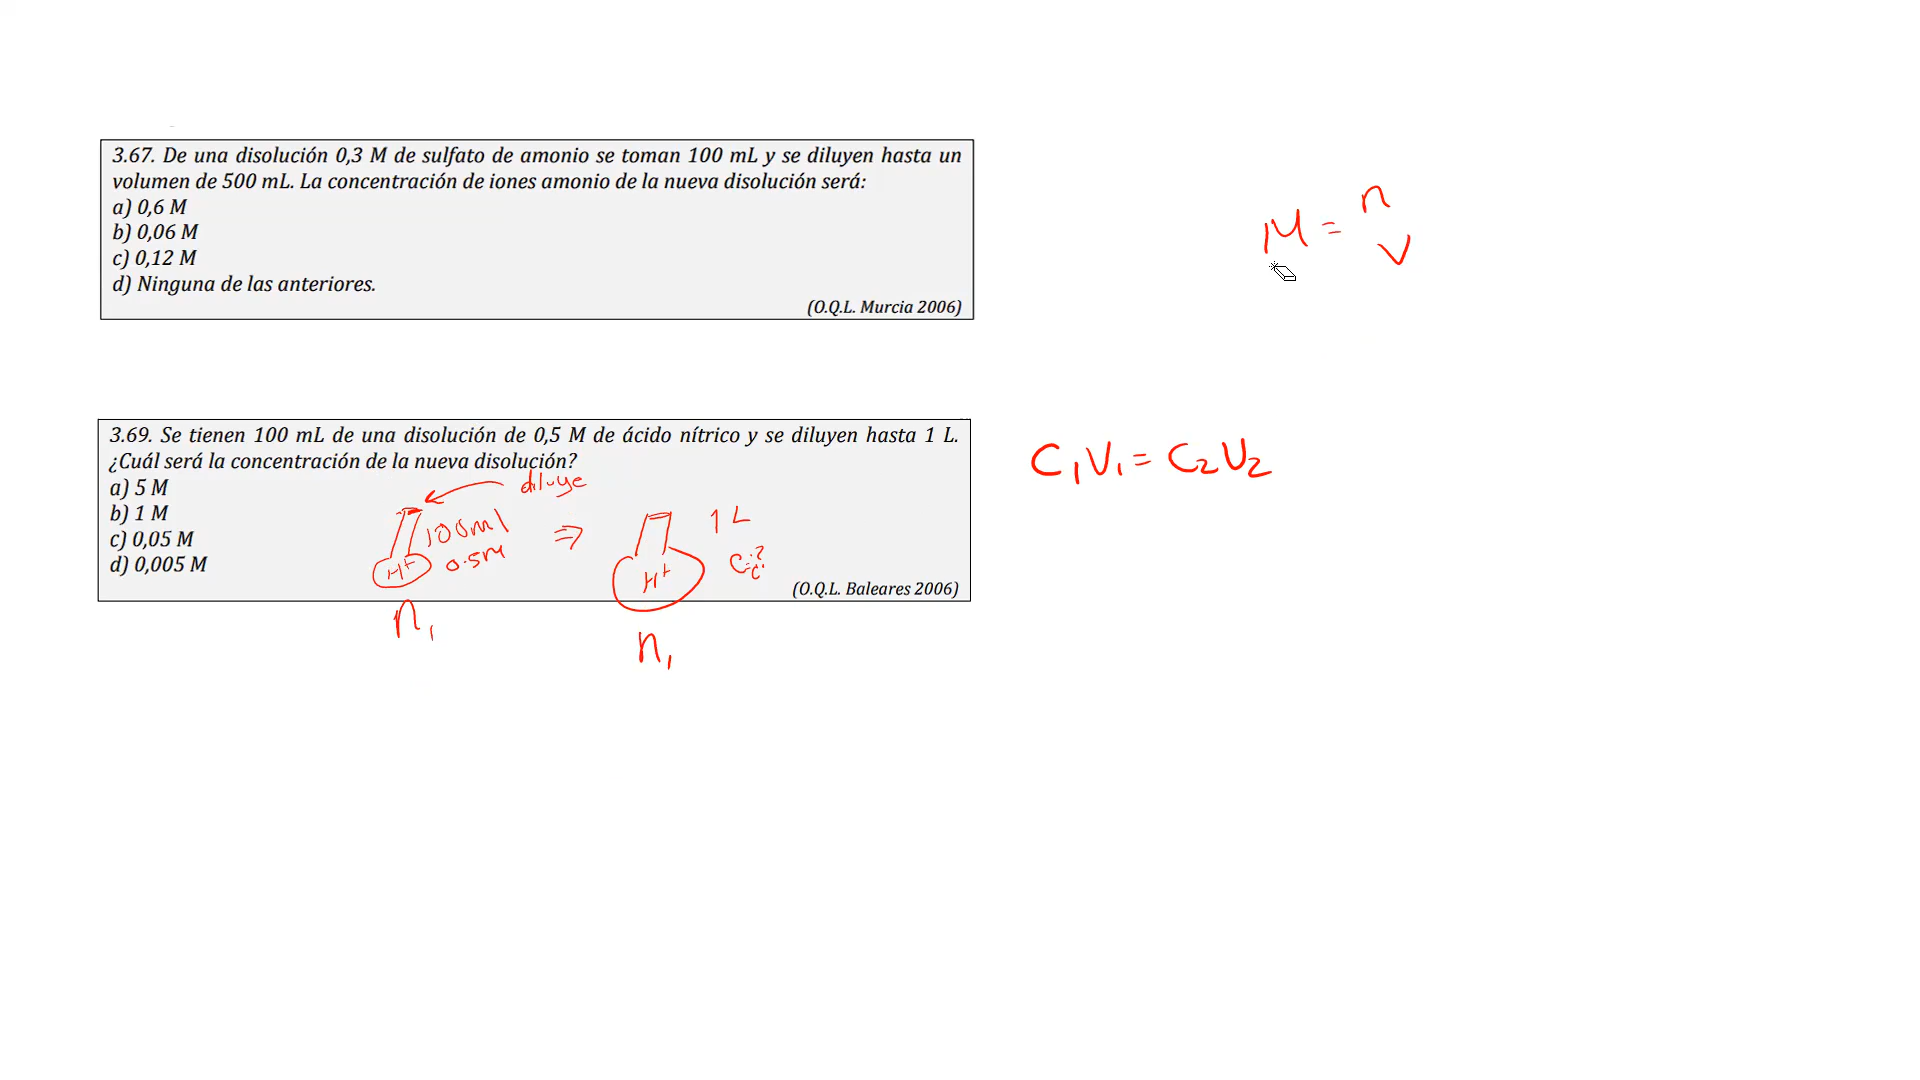 3.67. De una disolución 0,3 M de sulfato de amonio se toman 100 mL y se diluyen hasta un
volumen de 500 mL. La concentración de iones amonio de la nueva disolución será:
a) 0,6 M
b) 0,06 M
c) 0,12 M
d) Ninguna de las anteriores.
(O.Q.L. Murcia 2006)
M = n
V
3.69. Se tienen 100 mL de una disolución de 0,5 M de ácido nítrico y se diluyen hasta 1 L.
¿Cuál será la concentración de la nueva disolución?
a) 5 M
b) 1 M
c) 0,05 M
d) 0,005 M
(O.Q.L. Baleares 2006)
diluye
100ml
0.5M
H+
n1
⇒
1 L
H+
n1
C1V1 = C2V2